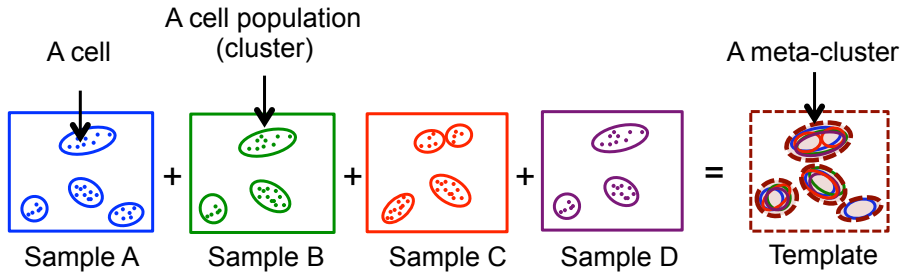 A cell
A cell population
(cluster)
A meta-cluster
+
+
+
=
Sample A
Sample B
Sample C
Sample D
Template